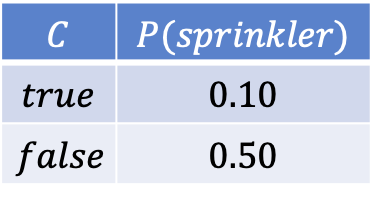 C P(sprinkler)
true 0.10
false 0.50